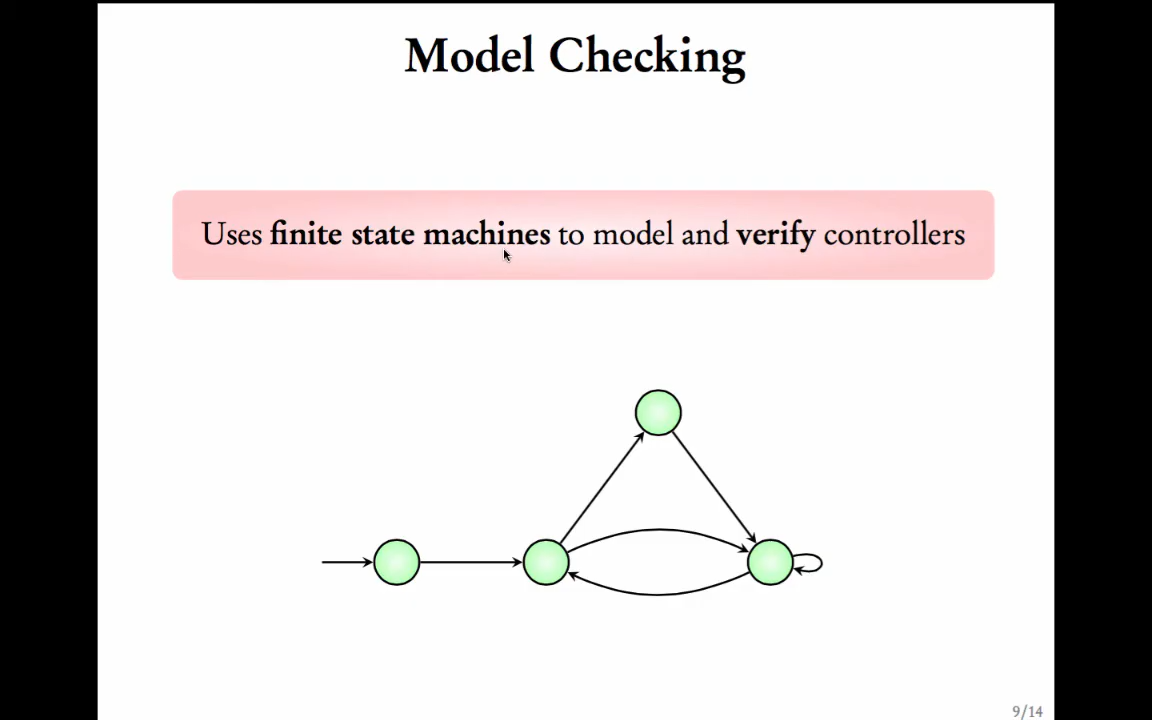 Model Checking
Uses finite state machines to model and verify controllers
9/14